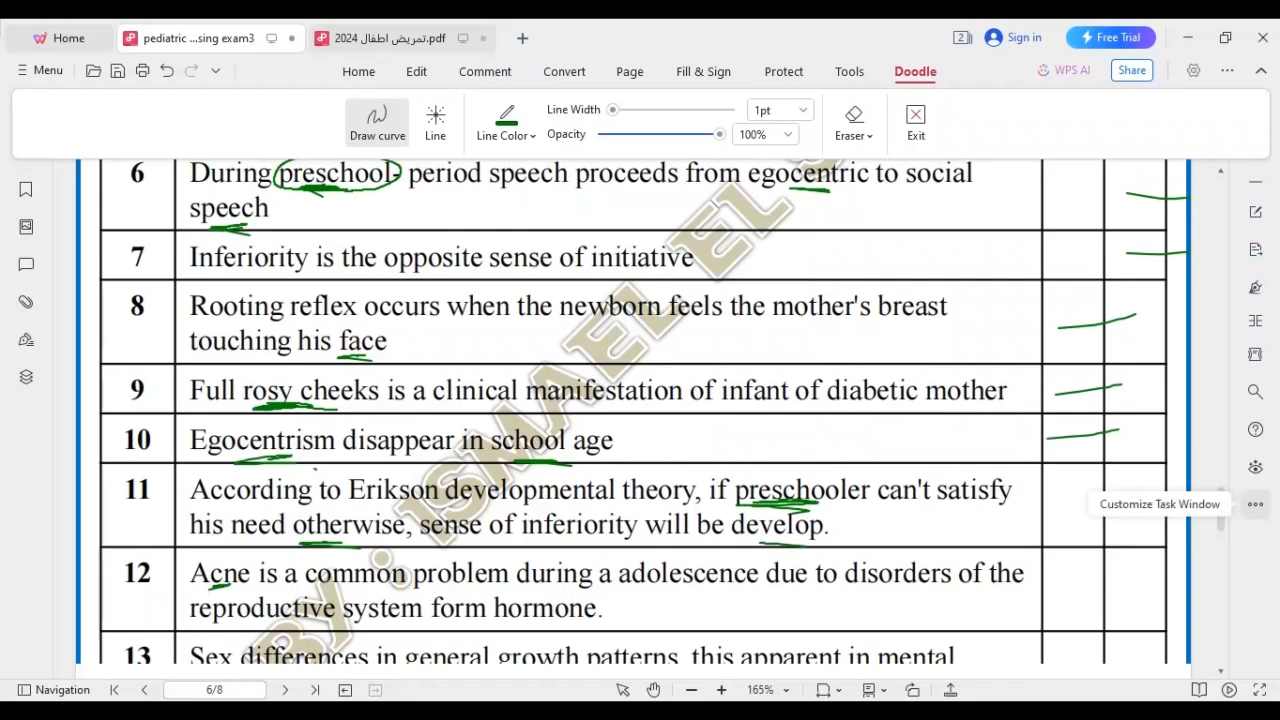 Home
pediatric ...sing exam3
تمريض اطفال 2024.pdf
2
Sign in
Free Trial
Menu
Home
Edit
Comment
Convert
Page
Fill & Sign
Protect
Tools
Doodle
WPS AI
Share
Draw curve
Line
Line Color
Line Width
1pt
Opacity
100%
Eraser
Exit
6 During preschool- period speech proceeds from egocentric to social
speech
7 Inferiority is the opposite sense of initiative
8 Rooting reflex occurs when the newborn feels the mother's breast
touching his face
9 Full rosy cheeks is a clinical manifestation of infant of diabetic mother
10 Egocentrism disappear in school age
11 According to Erikson developmental theory, if preschooler can't satisfy
his need otherwise, sense of inferiority will be develop.
12 Acne is a common problem during a adolescence due to disorders of the
reproductive system form hormone.
13 Sex differences in general growth patterns, this apparent in mental
BY : ISMAEL EL
Customize Task Window
Navigation
6/8
165%